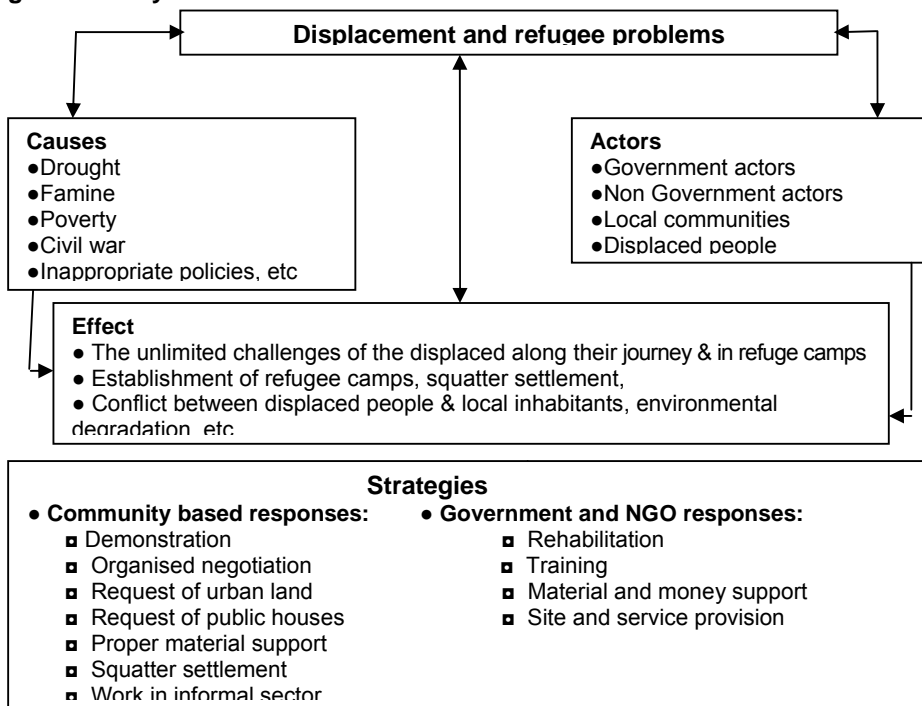 Displacement and refugee problems
Causes
●Drought
●Famine
●Poverty
●Civil war
●Inappropriate policies, etc
Actors
●Government actors
●Non Government actors
●Local communities
●Displaced people
Effect
● The unlimited challenges of the displaced along their journey & in refuge camps
● Establishment of refugee camps, squatter settlement,
● Conflict between displaced people & local inhabitants, environmental
degradation, etc
Strategies
● Community based responses:
◘ Demonstration
◘ Organised negotiation
◘ Request of urban land
◘ Request of public houses
◘ Proper material support
◘ Squatter settlement
◘ Work in informal sector
● Government and NGO responses:
◘ Rehabilitation
◘ Training
◘ Material and money support
◘ Site and service provision